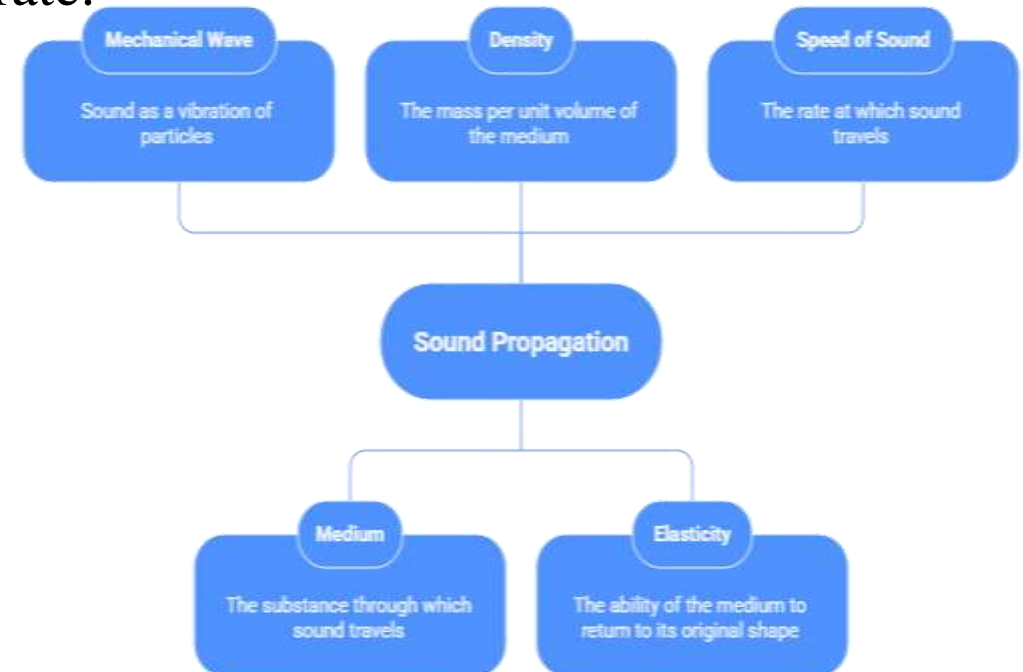 rate.
Mechanical Wave
Sound as a vibration of
particles
Density
The mass per unit volume of
the medium
Speed of Sound
The rate at which sound
travels
Sound Propagation
Medium
The substance through which
sound travels
Elasticity
The ability of the medium to
return to its original shape